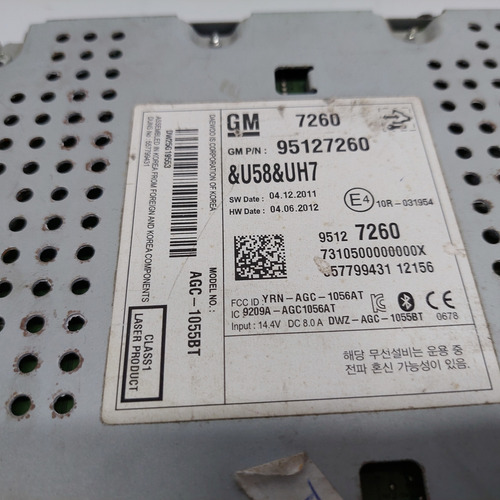 GM 7260
GM P/N : 95127260
&U58&UH7
SW Date : 04.12.2011
HW Date : 04.06.2012
E4 10R-031954
9512 7260
7310500000000X
857799431 12156
FCC ID YRN-AGC-1056AT
IC 9209A-AGC1056AT
Input : 14.4V DC 8.0 A DWZ-AGC-1055BT 0678
해당 무선설비는 운용 중
전파 혼신 가능성이 있음.
MODEL NO.:
AGC-1055BT
DAEWOO IS CORPORATION OF KOREA
ASSEMBLED IN KOREA FROM FOREIGN AND KOREA COMPONENTS
CLASS1
LASER PRODUCT